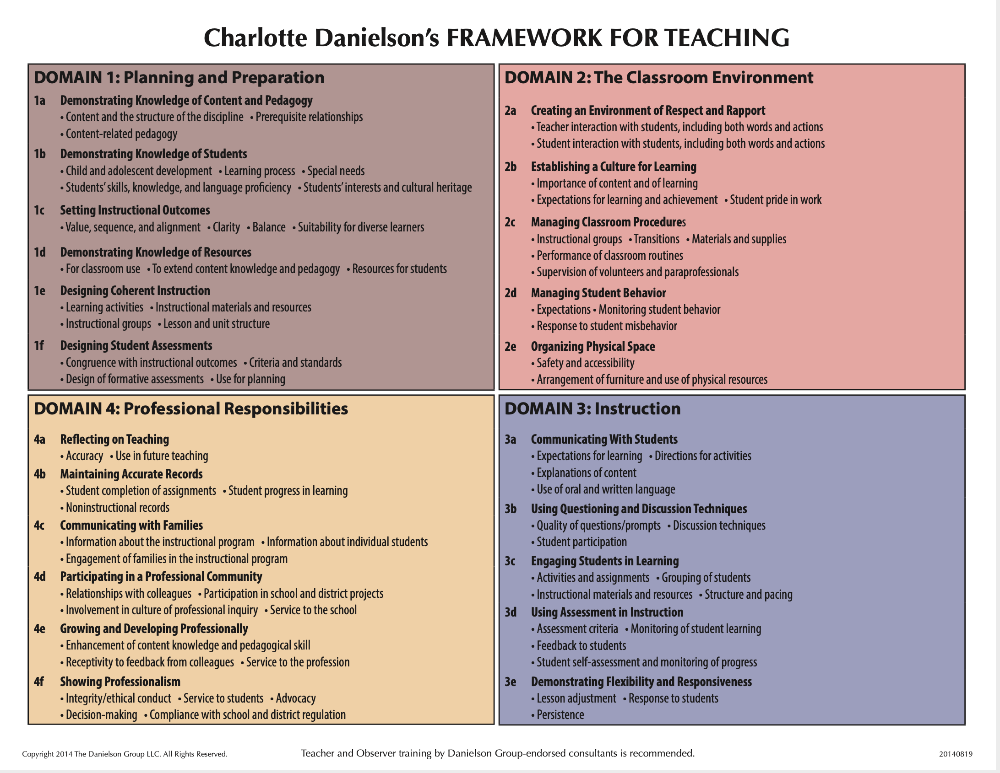 Charlotte Danielson’s FRAMEWORK FOR TEACHING
DOMAIN 1: Planning and Preparation
1a Demonstrating Knowledge of Content and Pedagogy
• Content and the structure of the discipline • Prerequisite relationships
• Content-related pedagogy
1b Demonstrating Knowledge of Students
• Child and adolescent development • Learning process • Special needs
• Students’ skills, knowledge, and language proficiency • Students’ interests and cultural heritage
1c Setting Instructional Outcomes
• Value, sequence, and alignment • Clarity • Balance • Suitability for diverse learners
1d Demonstrating Knowledge of Resources
• For classroom use • To extend content knowledge and pedagogy • Resources for students
1e Designing Coherent Instruction
• Learning activities • Instructional materials and resources
• Instructional groups • Lesson and unit structure
1f Designing Student Assessments
• Congruence with instructional outcomes • Criteria and standards
• Design of formative assessments • Use for planning
DOMAIN 2: The Classroom Environment
2a Creating an Environment of Respect and Rapport
• Teacher interaction with students, including both words and actions
• Student interaction with students, including both words and actions
2b Establishing a Culture for Learning
• Importance of content and of learning
• Expectations for learning and achievement • Student pride in work
2c Managing Classroom Procedures
• Instructional groups • Transitions • Materials and supplies
• Performance of classroom routines
• Supervision of volunteers and paraprofessionals
2d Managing Student Behavior
• Expectations • Monitoring student behavior
• Response to student misbehavior
2e Organizing Physical Space
• Safety and accessibility
• Arrangement of furniture and use of physical resources
DOMAIN 4: Professional Responsibilities
4a Reflecting on Teaching
• Accuracy • Use in future teaching
4b Maintaining Accurate Records
• Student completion of assignments • Student progress in learning
• Noninstructional records
4c Communicating with Families
• Information about the instructional program • Information about individual students
• Engagement of families in the instructional program
4d Participating in a Professional Community
• Relationships with colleagues • Participation in school and district projects
• Involvement in culture of professional inquiry • Service to the school
4e Growing and Developing Professionally
• Enhancement of content knowledge and pedagogical skill
• Receptivity to feedback from colleagues • Service to the profession
4f Showing Professionalism
• Integrity/ethical conduct • Service to students • Advocacy
• Decision-making • Compliance with school and district regulation
DOMAIN 3: Instruction
3a Communicating With Students
• Expectations for learning • Directions for activities
• Explanations of content
• Use of oral and written language
3b Using Questioning and Discussion Techniques
• Quality of questions/prompts • Discussion techniques
• Student participation
3c Engaging Students in Learning
• Activities and assignments • Grouping of students
• Instructional materials and resources • Structure and pacing
3d Using Assessment in Instruction
• Assessment criteria • Monitoring of student learning
• Feedback to students
• Student self-assessment and monitoring of progress
3e Demonstrating Flexibility and Responsiveness
• Lesson adjustment • Response to students
• Persistence
Copyright 2014 The Danielson Group LLC. All Rights Reserved.
Teacher and Observer training by Danielson Group-endorsed consultants is recommended.
20140819